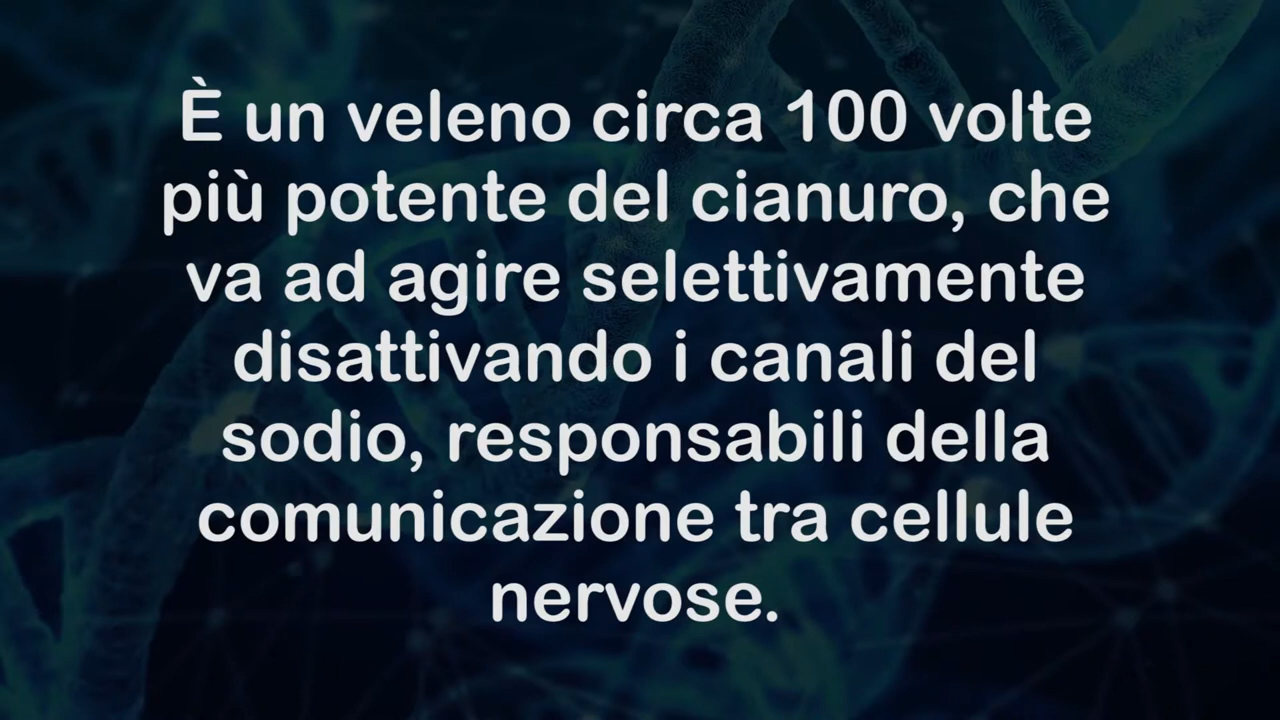 È un veleno circa 100 volte
più potente del cianuro, che
va ad agire selettivamente
disattivando i canali del
sodio, responsabili della
comunicazione tra cellule
nervose.